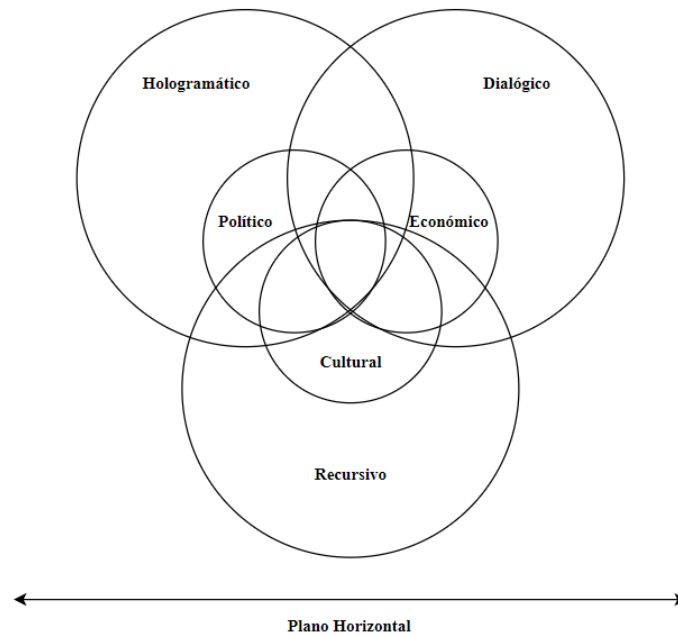 Hologramático
Dialógico
Político
Económico
Cultural
Recursivo
Plano Horizontal